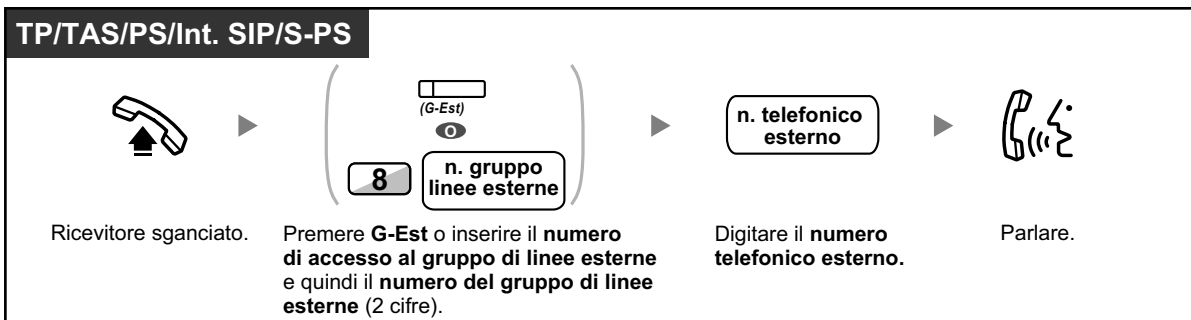 TP/TAS/PS/Int. SIP/S-PS
(G-Est)
O
8
n. gruppo
linee esterne
n. telefonico
esterno
Ricevitore sganciato.
Premere G-Est o inserire il numero
di accesso al gruppo di linee esterne
e quindi il numero del gruppo di linee
esterne (2 cifre).
Digitare il numero
telefonico esterno.
Parlare.